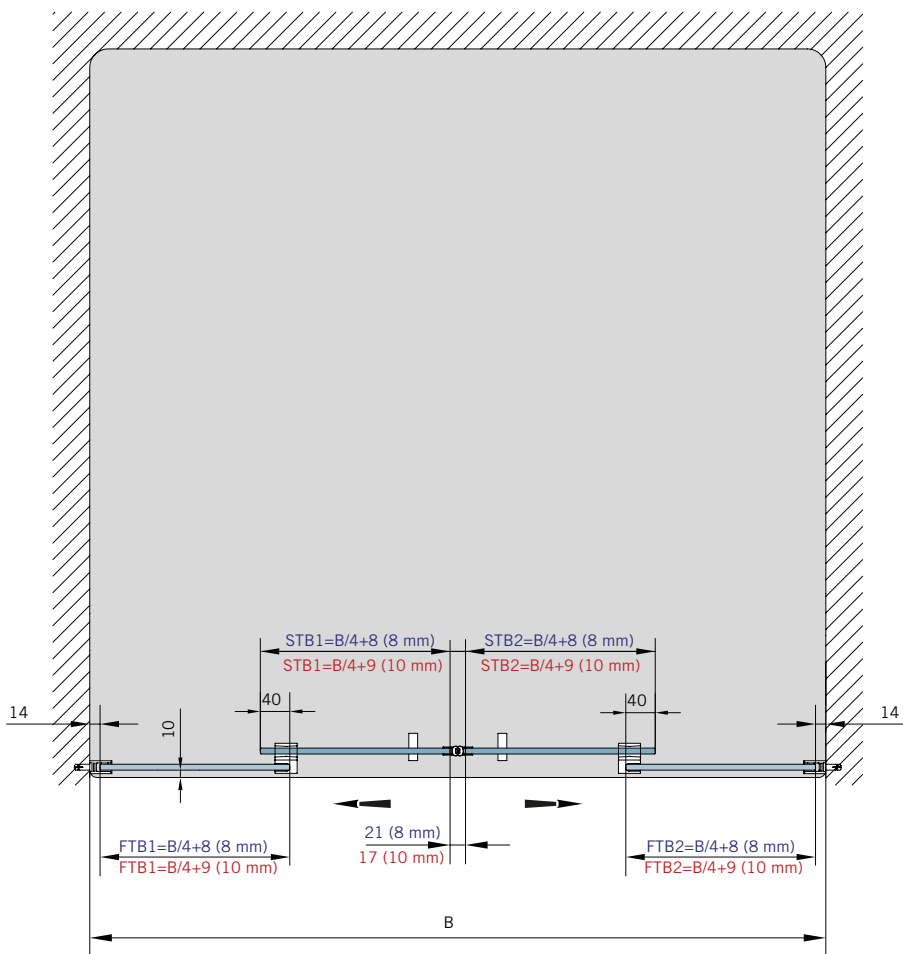 STB1=B/4+8 (8 mm)
STB2=B/4+8 (8 mm)
STB1=B/4+9 (10 mm)
STB2=B/4+9 (10 mm)
40
40
14
14
10
21 (8 mm)
17 (10 mm)
FTB1=B/4+8 (8 mm)
FTB1=B/4+9 (10 mm)
FTB2=B/4+8 (8 mm)
FTB2=B/4+9 (10 mm)
B